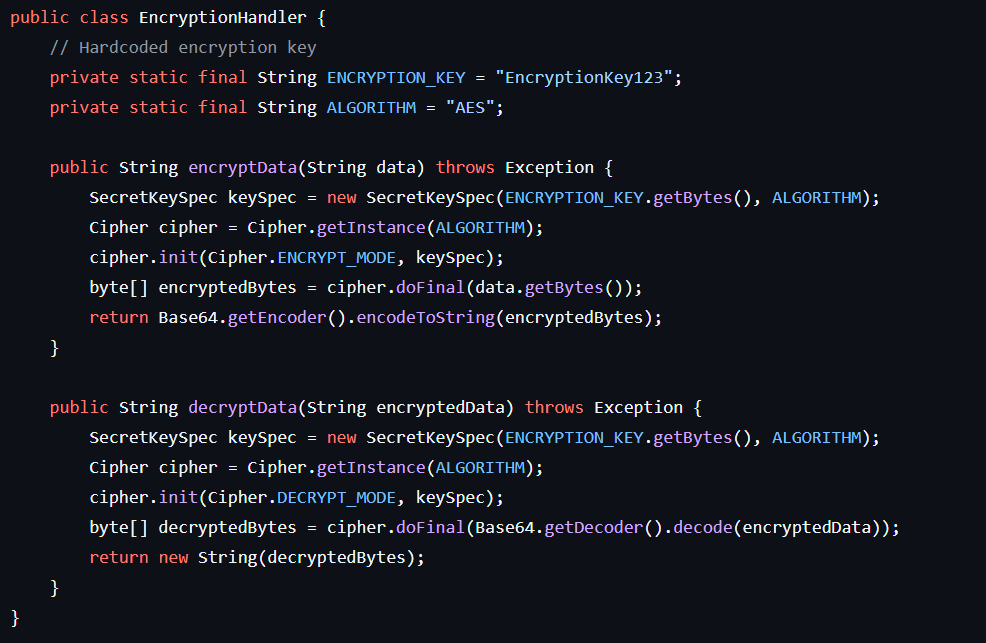 public class EncryptionHandler {
    // Hardcoded encryption key
    private static final String ENCRYPTION_KEY = "EncryptionKey123";
    private static final String ALGORITHM = "AES";

    public String encryptData(String data) throws Exception {
        SecretKeySpec keySpec = new SecretKeySpec(ENCRYPTION_KEY.getBytes(), ALGORITHM);
        Cipher cipher = Cipher.getInstance(ALGORITHM);
        cipher.init(Cipher.ENCRYPT_MODE, keySpec);
        byte[] encryptedBytes = cipher.doFinal(data.getBytes());
        return Base64.getEncoder().encodeToString(encryptedBytes);
    }

    public String decryptData(String encryptedData) throws Exception {
        SecretKeySpec keySpec = new SecretKeySpec(ENCRYPTION_KEY.getBytes(), ALGORITHM);
        Cipher cipher = Cipher.getInstance(ALGORITHM);
        cipher.init(Cipher.DECRYPT_MODE, keySpec);
        byte[] decryptedBytes = cipher.doFinal(Base64.getDecoder().decode(encryptedData));
        return new String(decryptedBytes);
    }
}